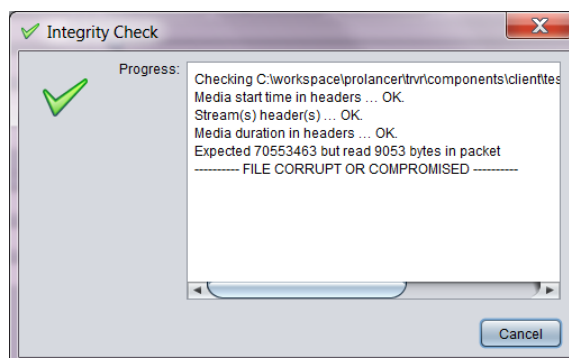 Integrity Check
Progress:
Checking C:\workspace\prolancer\trvr\components\client\tes
Media start time in headers ... OK.
Stream(s) header(s) ... OK.
Media duration in headers ... OK.
Expected 70553463 but read 9053 bytes in packet
---------- FILE CORRUPT OR COMPROMISED ----------
Cancel